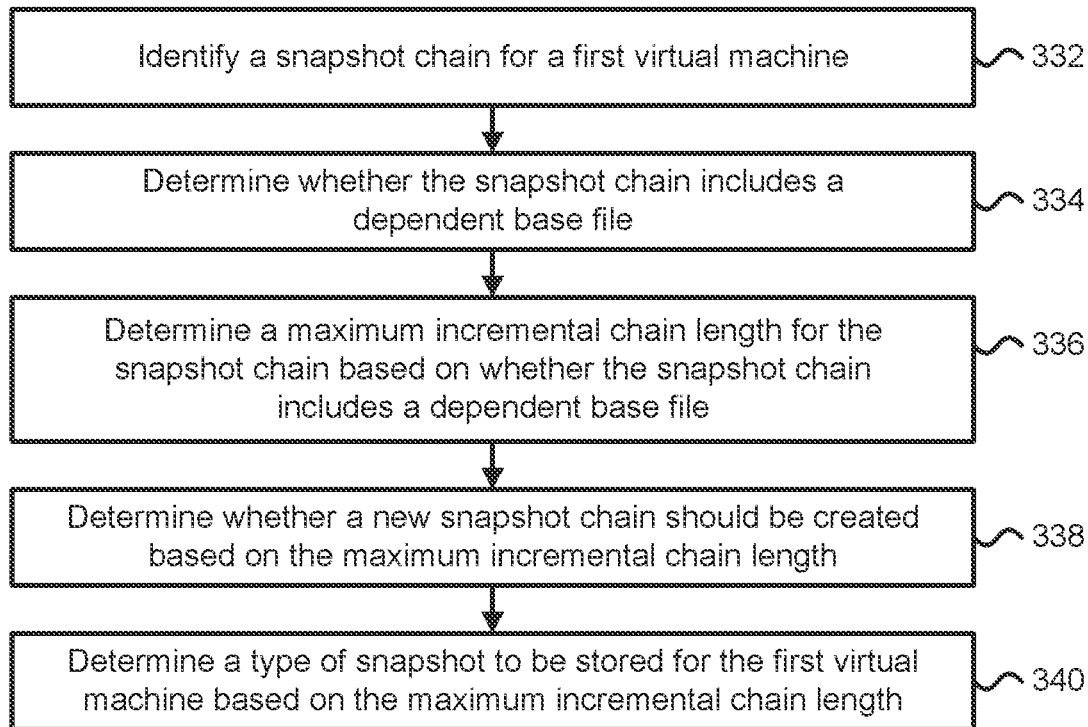 Identify a snapshot chain for a first virtual machine
332
Determine whether the snapshot chain includes a
dependent base file
334
Determine a maximum incremental chain length for the
snapshot chain based on whether the snapshot chain
includes a dependent base file
336
Determine whether a new snapshot chain should be created
based on the maximum incremental chain length
338
Determine a type of snapshot to be stored for the first virtual
machine based on the maximum incremental chain length
340